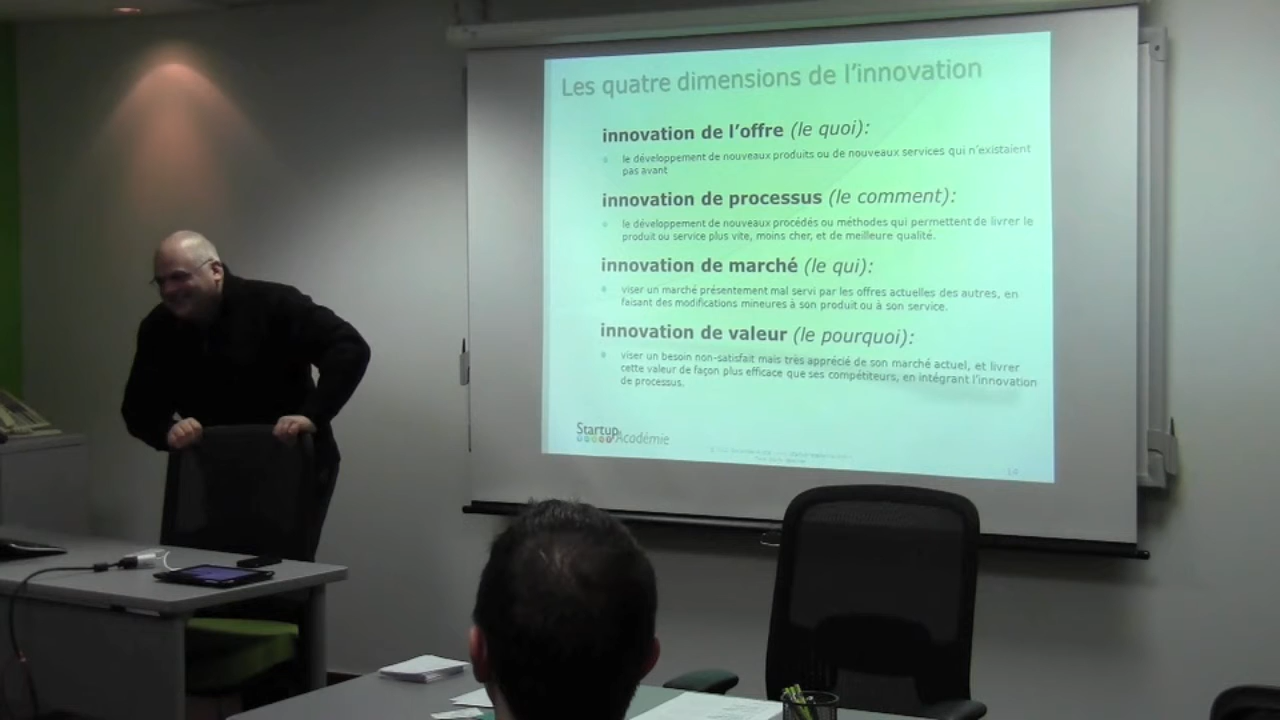 Les quatre dimensions de l'innovation
innovation de l'offre (le quoi):
le développement de nouveaux produits ou de nouveaux services qui n'existaient
pas avant
innovation de processus (le comment):
le développement de nouveaux procédés ou méthodes qui permettent de livrer le
produit ou service plus vite, moins cher, et de meilleure qualité.
innovation de marché (le qui):
viser un marché présentement mal servi par les offres actuelles des autres, en
faisant des modifications mineures à son produit ou à son service.
innovation de valeur (le pourquoi):
viser un besoin non-satisfait mais très apprécié de son marché actuel, et livrer
cette valeur de façon plus efficace que ses compétiteurs, en intégrant l'innovation
de processus.
Startup
Académie